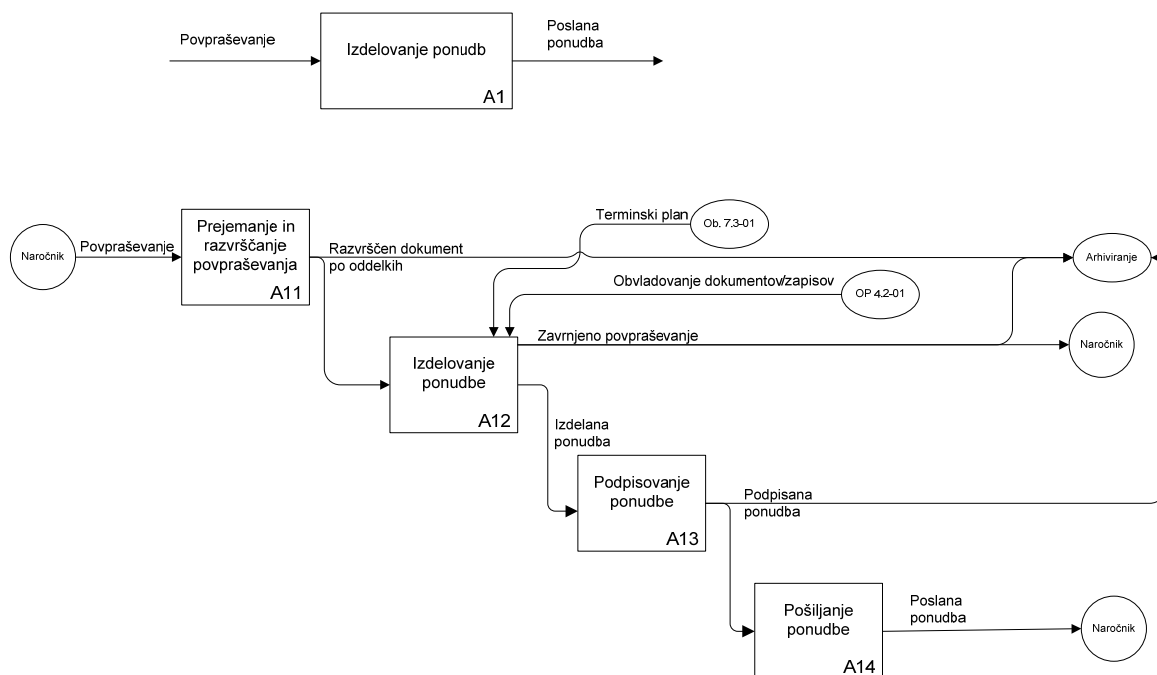 Povpraševanje
Izdelovanje ponudb
A1
Poslana
ponudba
Naročnik
Povpraševanje
Prejemanje in
razvrščanje
povpraševanja
A11
Razvrščen dokument
po oddelkih
Terminski plan
Ob. 7.3-01
Arhiviranje
Obvladovanje dokumentov/zapisov
OP 4.2-01
Zavrnjeno povpraševanje
Naročnik
Izdelovanje
ponudbe
A12
Izdelana
ponudba
Podpisovanje
ponudbe
A13
Podpisana
ponudba
Pošiljanje
ponudbe
A14
Poslana
ponudba
Naročnik